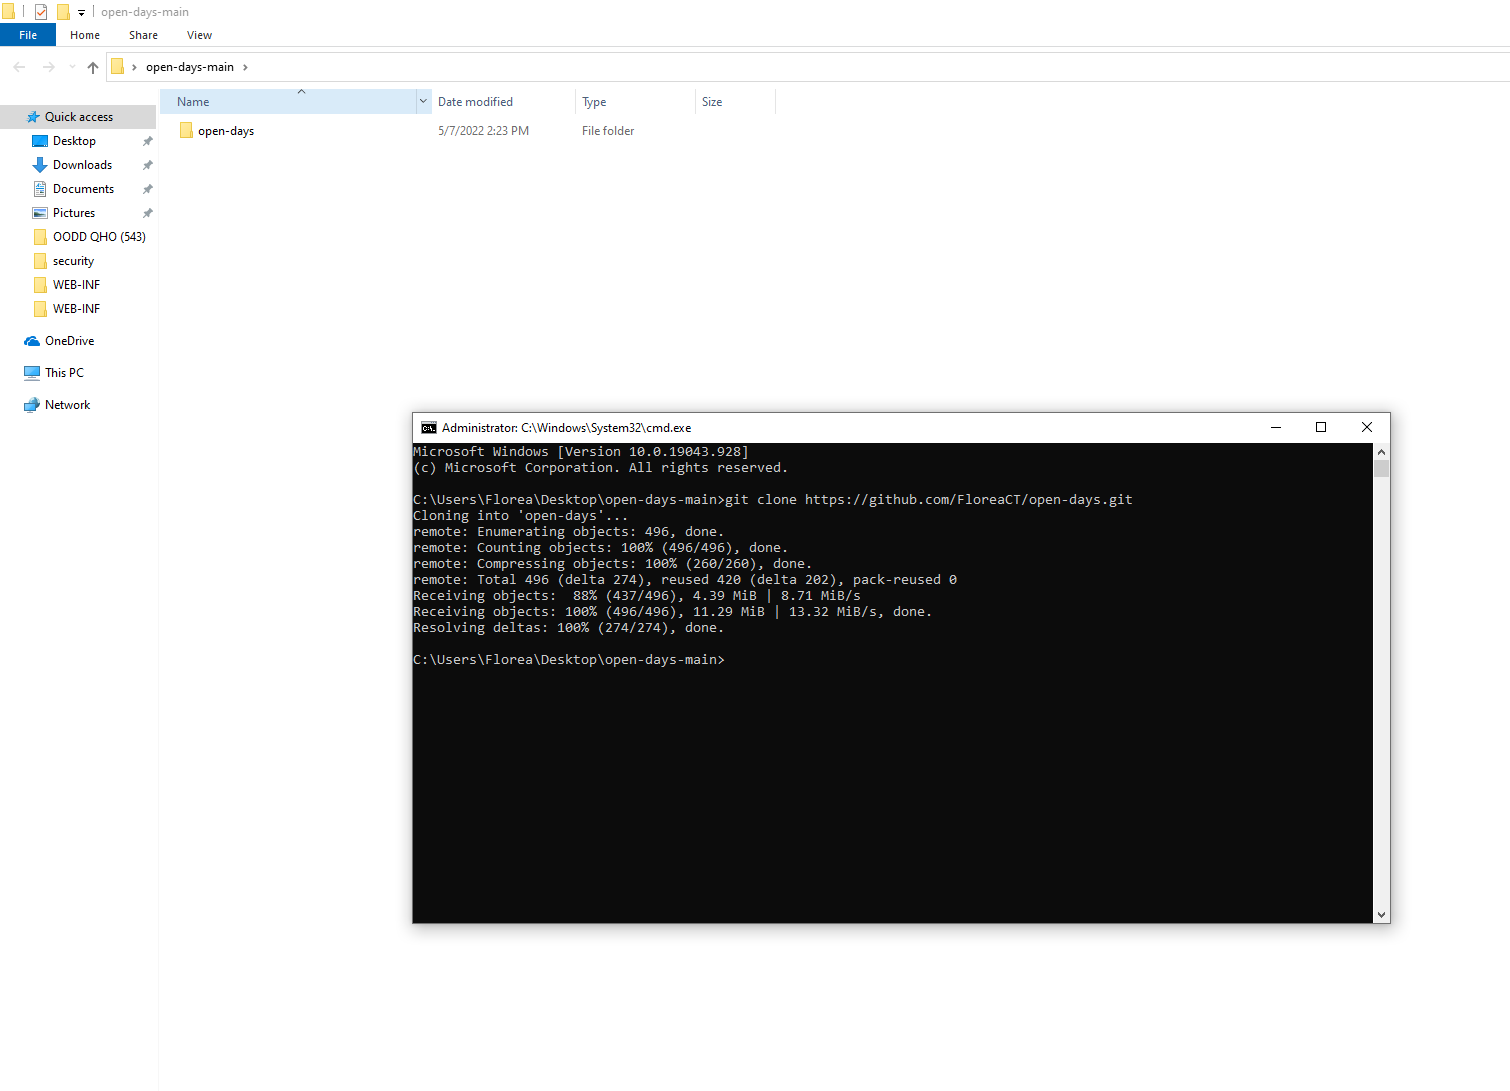 open-days-main
File Home Share View
open-days-main
Name Date modified Type Size
open-days 5/7/2022 2:23 PM File folder
Quick access
Desktop
Downloads
Documents
Pictures
OODD QHO (543)
security
WEB-INF
WEB-INF
OneDrive
This PC
Network
Administrator: C:\Windows\System32\cmd.exe
Microsoft Windows [Version 10.0.19043.928]
(c) Microsoft Corporation. All rights reserved.
C:\Users\Florea\Desktop\open-days-main>git clone https://github.com/FloreaCT/open-days.git
Cloning into 'open-days'...
remote: Enumerating objects: 496, done.
remote: Counting objects: 100% (496/496), done.
remote: Compressing objects: 100% (260/260), done.
remote: Total 496 (delta 274), reused 420 (delta 202), pack-reused 0
Receiving objects:  88% (437/496), 4.39 MiB | 8.71 MiB/s
Receiving objects: 100% (496/496), 11.29 MiB | 13.32 MiB/s, done.
Resolving deltas: 100% (274/274), done.
C:\Users\Florea\Desktop\open-days-main>